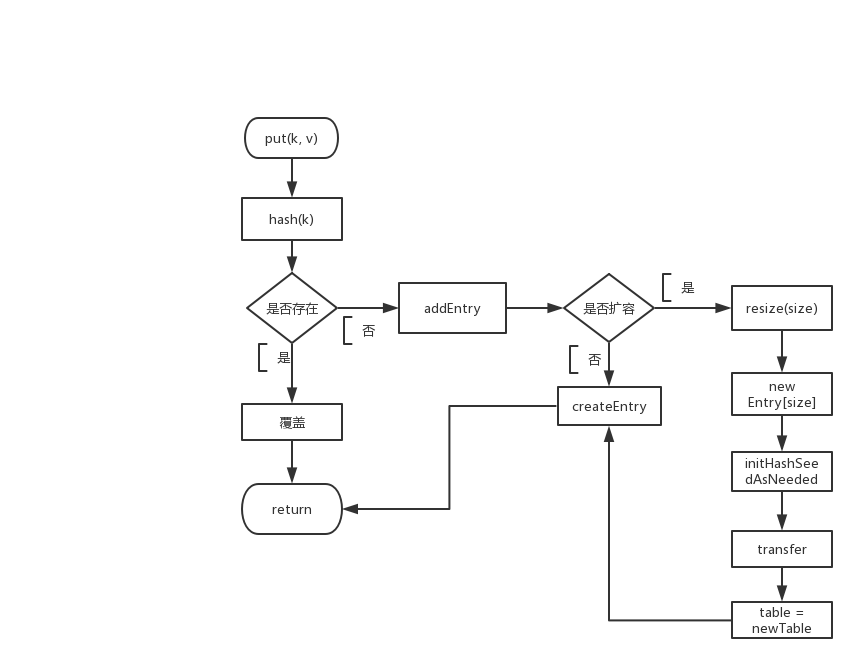 put(k, v)
hash(k)
是否存在
否
是
addEntry
是否扩容
是
否
resize(size)
new
Entry[size]
覆盖
createEntry
initHashSee
dAsNeeded
return
transfer
table =
newTable